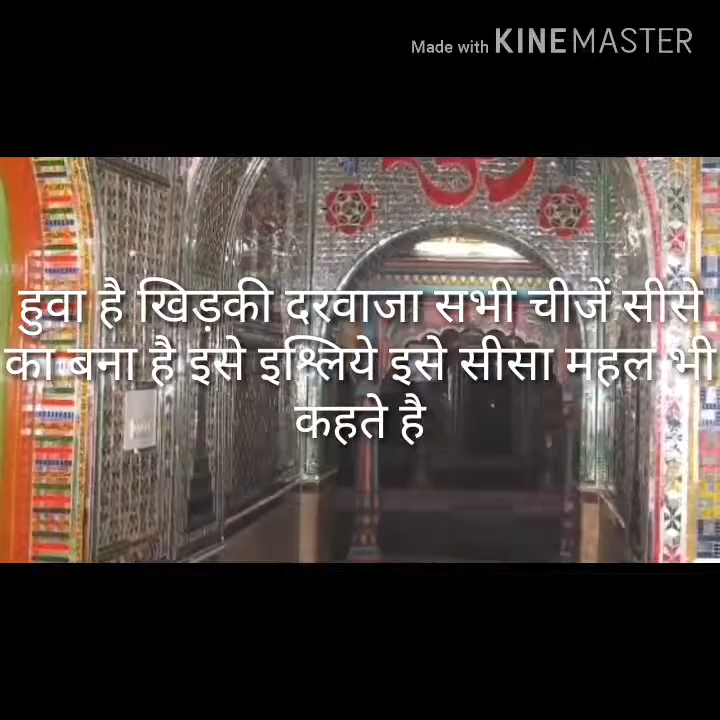 Made with KINEMASTER
हुवा है खिड़की दरवाजा सभी चीजें सीसे
का बना है इसे इश्लिये इसे सीसा महल भी
कहते है